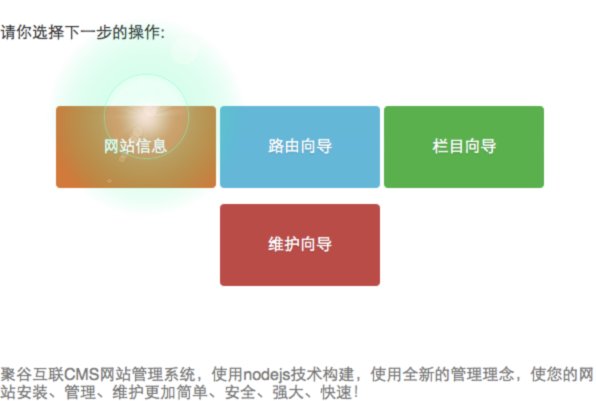 请你选择下一步的操作:
网站信息
路由向导
栏目向导
维护向导
聚谷互联CMS网站管理系统，使用nodejs技术构建，使用全新的管理理念，使您的网
站安装、管理、维护更加简单、安全、强大、快速！